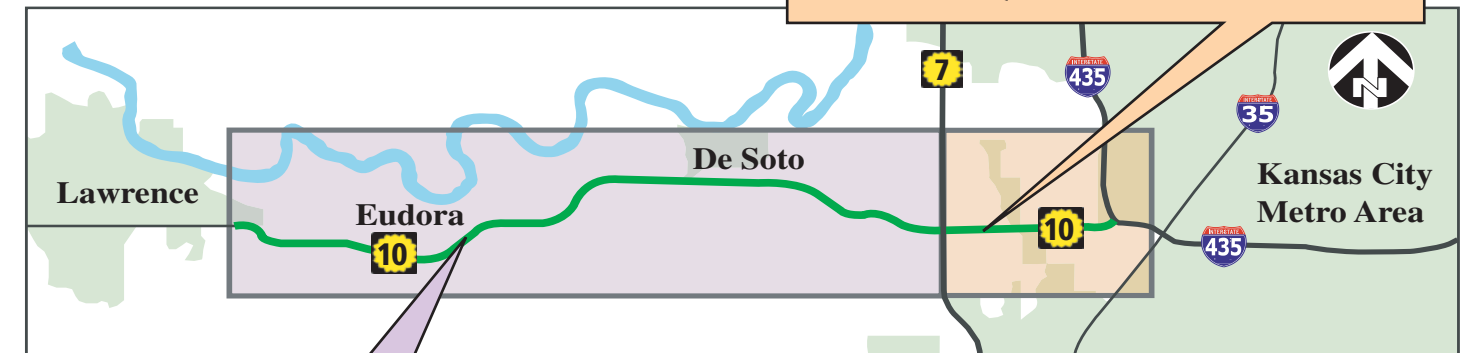 7
INTERSTATE
435
INTERSTATE
35
N
De Soto
Lawrence
Kansas City
Metro Area
Eudora
10
10
INTERSTATE
435